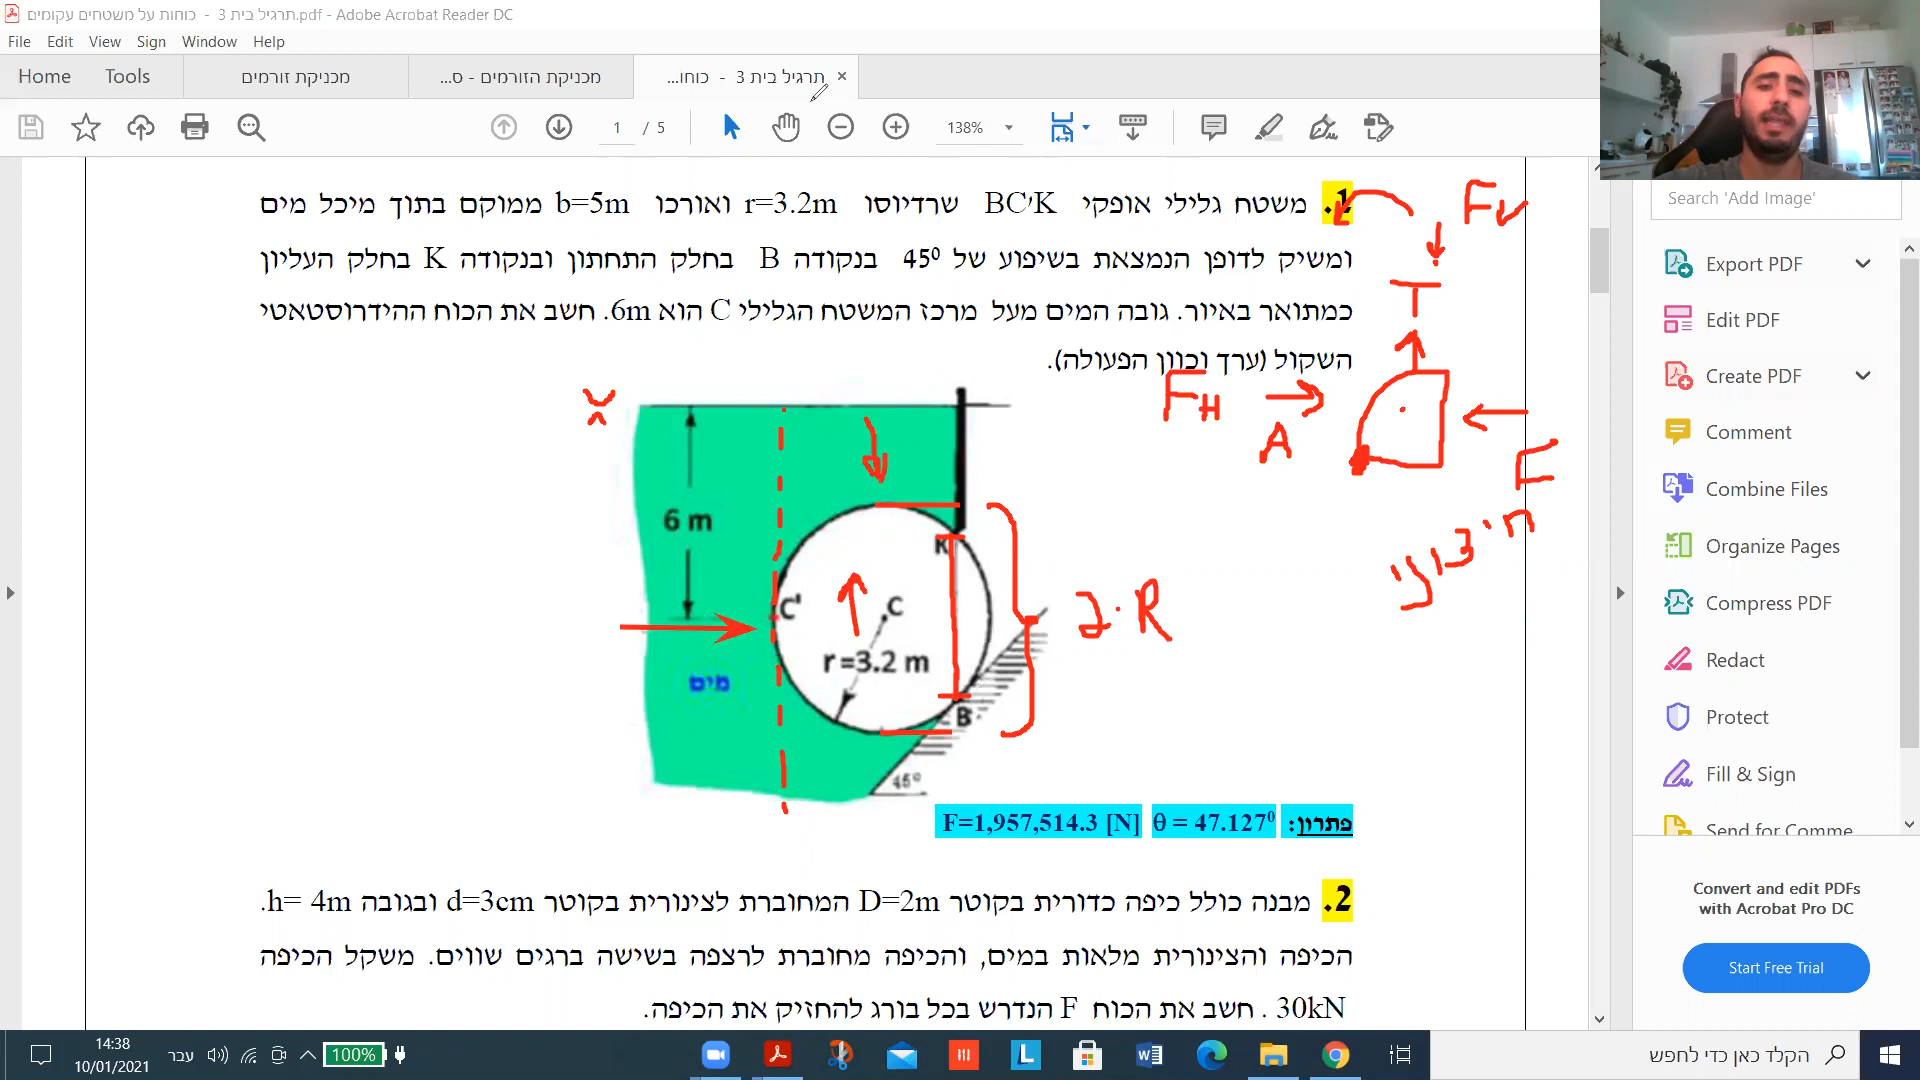 תרגיל בית 3 - כוחות על משטחים עקומים.pdf - Adobe Acrobat Reader DC
File Edit View Sign Window Help
Home Tools מכניקת זורמים מכניקת הזורמים - ס... תרגיל בית 3 - כוחו... ×
1 / 5 138%
Search 'Add Image'
1. משטח גלילי אופקי BC'K שרדיוסו r=3.2m ואורכו b=5m ממוקם בתוך מיכל מים
ומשיק לדופן הנמצאת בשיפוע של 45⁰ בנקודה B בחלק התחתון ובנקודה K בחלק העליון
כמתואר באיור. גובה המים מעל מרכז המשטח הגלילי C הוא 6m. חשב את הכוח ההידרוסטאטי
השקול (ערך וכוון הפעולה).
Fv
FH
A
F
חיצוני
6 m
K
C'
C
r =3.2 m
מים
B
45⁰
2·R
פתרון: θ = 47.127⁰ F=1,957,514.3 [N]
2. מבנה כולל כיפה כדורית בקוטר D=2m המחוברת לצינורית בקוטר d=3cm ובגובה h= 4m.
הכיפה והצינורית מלאות במים, והכיפה מחוברת לרצפה בשישה ברגים שווים. משקל הכיפה
30kN . חשב את הכוח F הנדרש בכל בורג להחזיק את הכיפה.
Export PDF
Edit PDF
Create PDF
Comment
Combine Files
Organize Pages
Compress PDF
Redact
Protect
Fill & Sign
Send for Comme
Convert and edit PDFs
with Acrobat Pro DC
Start Free Trial
14:38
10/01/2021
עבר
100%
הקלד כאן כדי לחפש